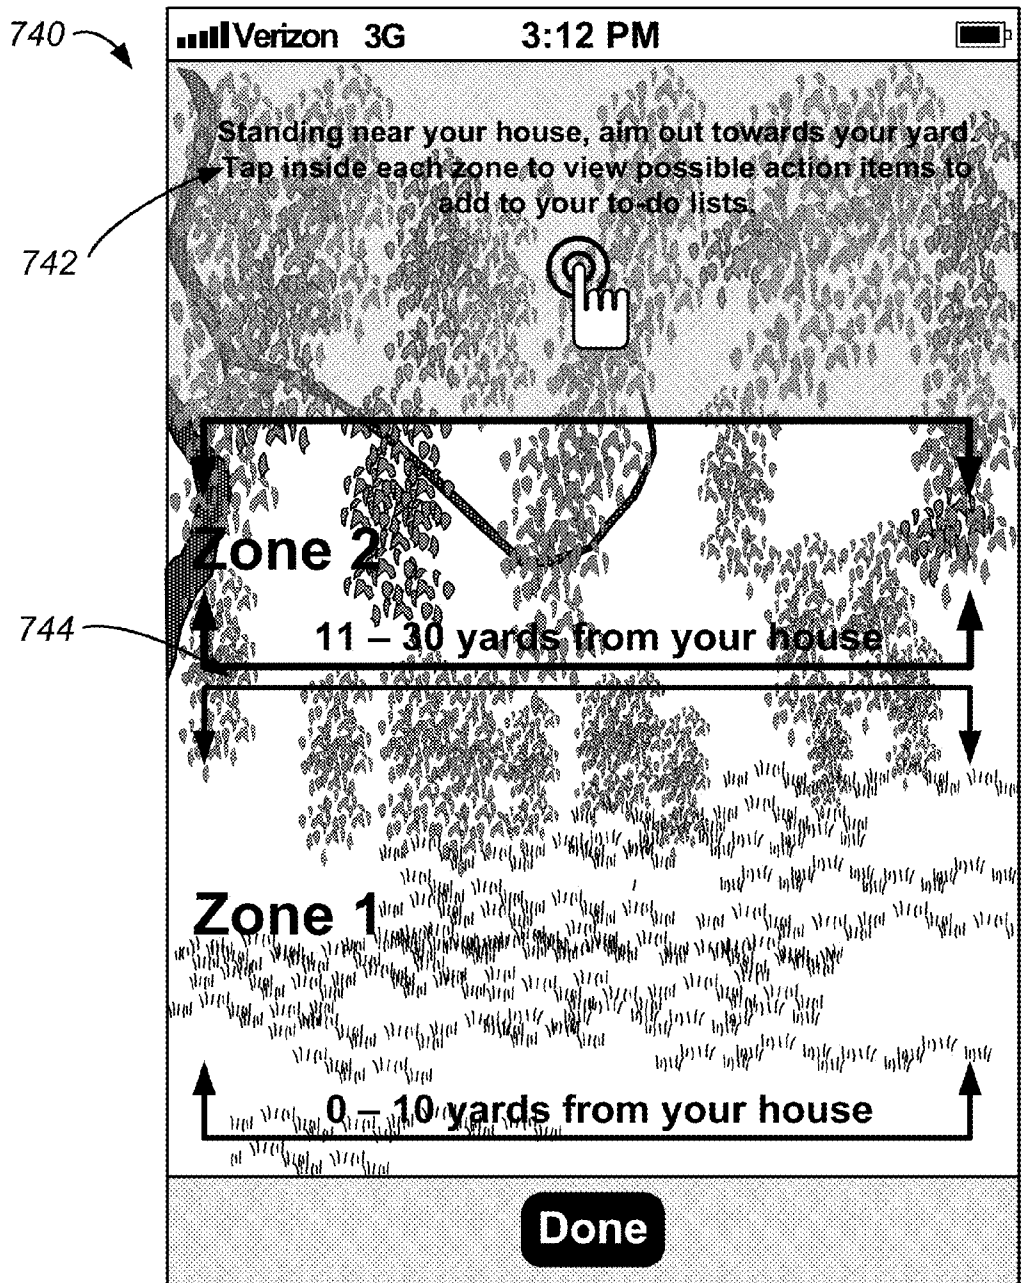 740
Verizon 3G 3:12 PM
Standing near your house, aim out towards your yard.
Tap inside each zone to view possible action items to
add to your to-do lists.
742
Zone 2
744
11 – 30 yards from your house
Zone 1
0 – 10 yards from your house
Done